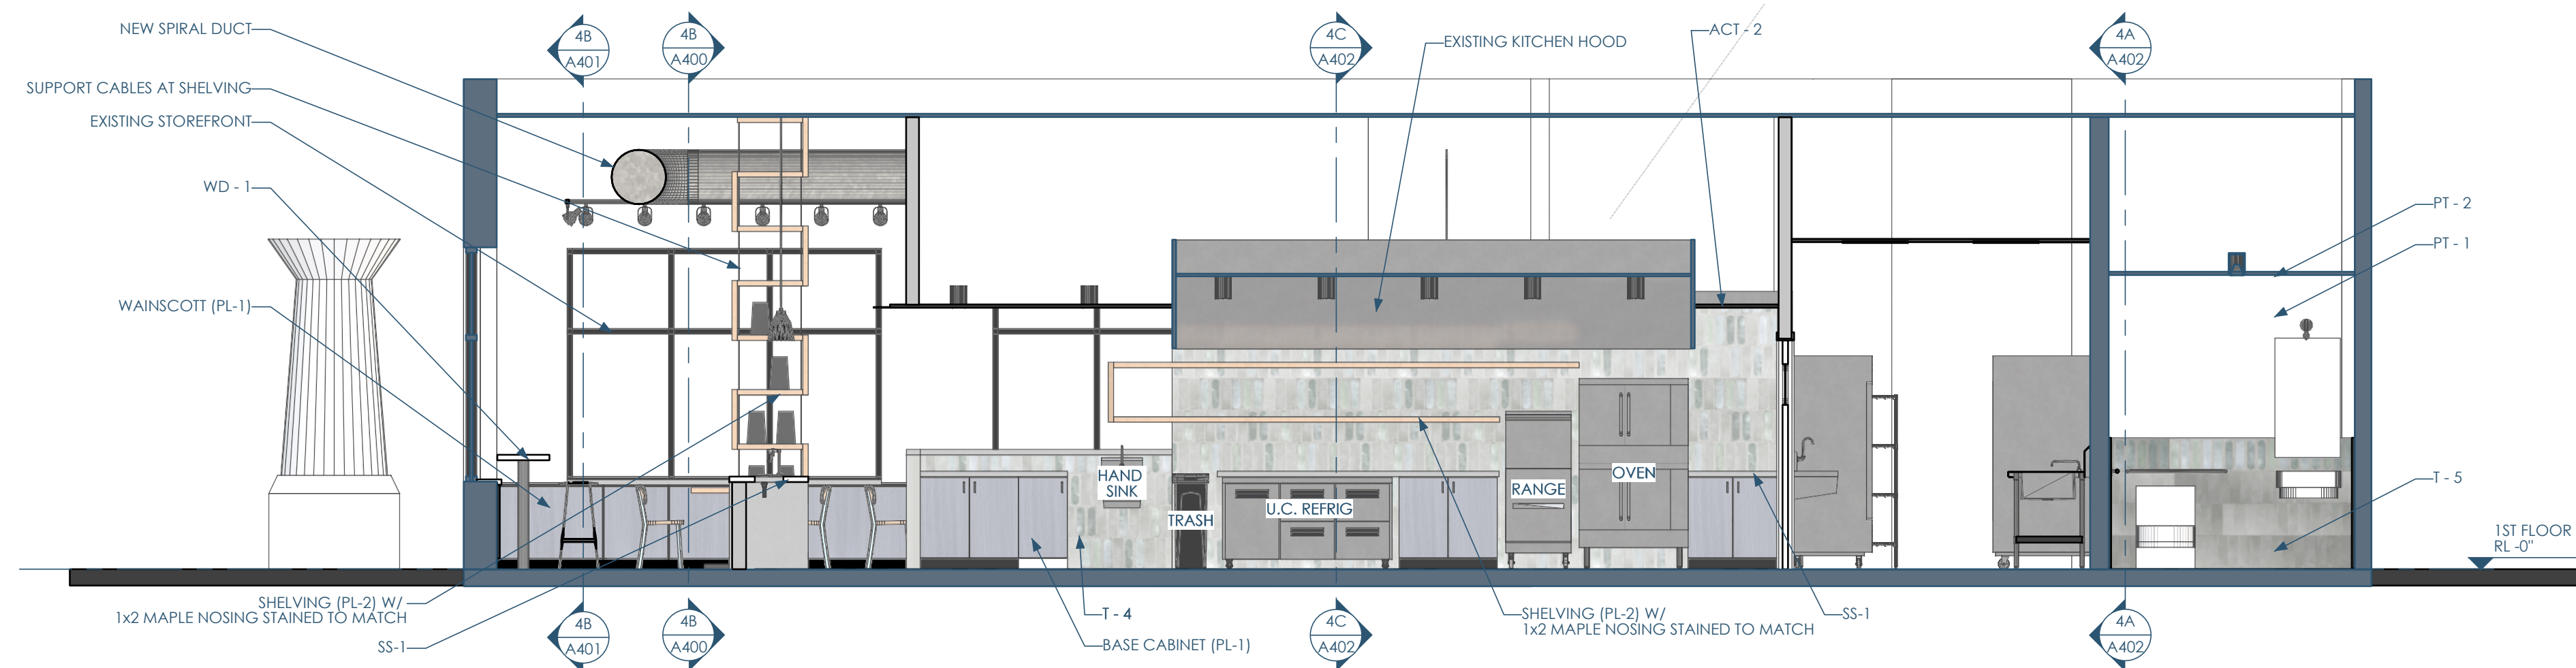 NEW SPIRAL DUCT
SUPPORT CABLES AT SHELVING
EXISTING STOREFRONT
WD - 1
WAINSCOTT (PL-1)
4B
A401
4B
A400
4C
A402
EXISTING KITCHEN HOOD
ACT - 2
4A
A402
PT - 2
PT - 1
T - 5
1ST FLOOR
RL -0"
HAND
SINK
TRASH
U.C. REFRIG
RANGE
OVEN
SHELVING (PL-2) W/
1x2 MAPLE NOSING STAINED TO MATCH
SS-1
4B
A401
4B
A400
T - 4
BASE CABINET (PL-1)
4C
A402
SHELVING (PL-2) W/
1x2 MAPLE NOSING STAINED TO MATCH
SS-1
4A
A402